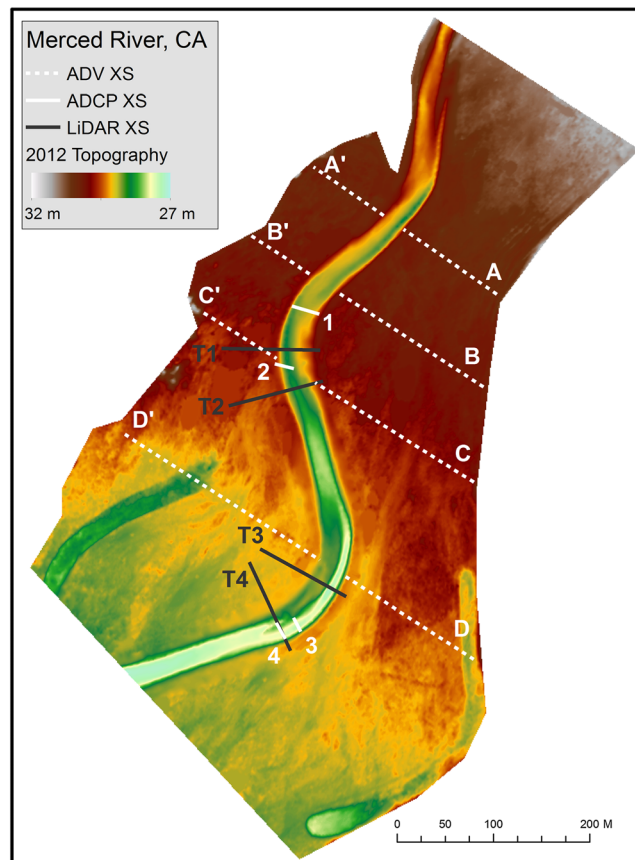 Merced River, CA
ADV XS
ADCP XS
LiDAR XS
2012 Topography
32 m 27 m
A'
B'
A
C'
1
T1
B
2
T2
D'
C
T3
T4
D
3
4
0 50 75 100 200 M